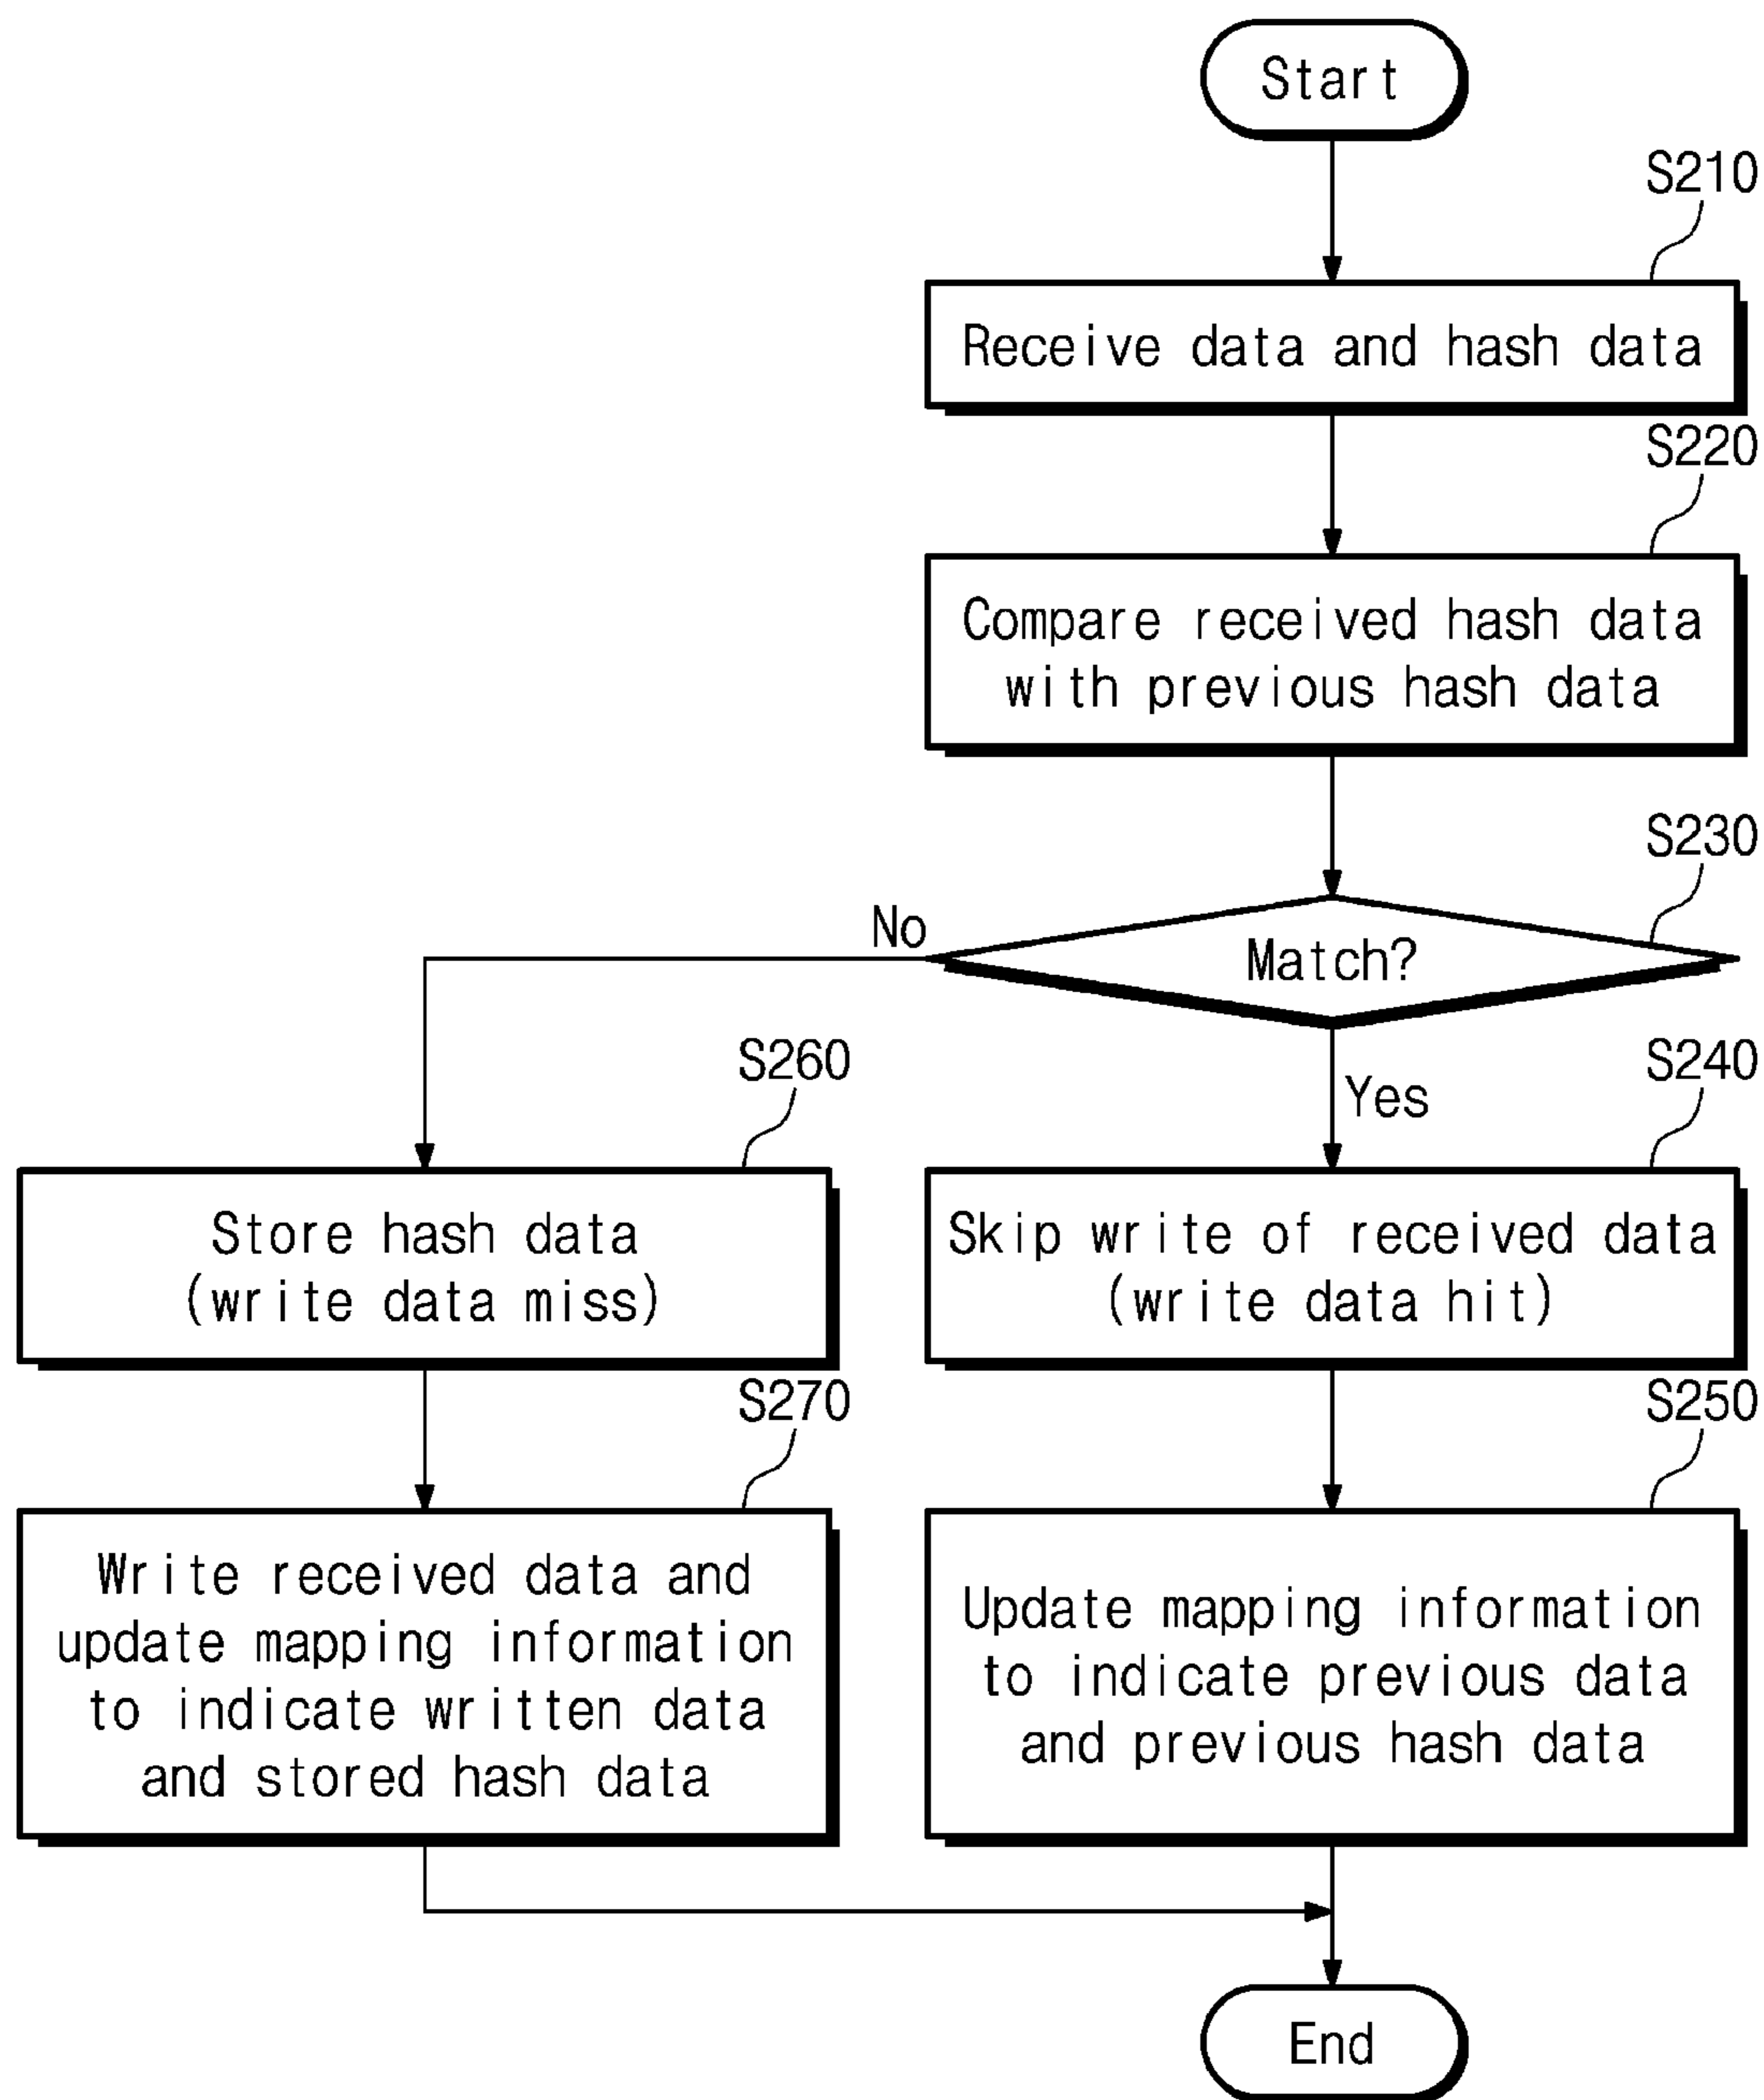 Start
S210
Receive data and hash data
S220
Compare received hash data
with previous hash data
S230
No
Match?
S260
S240
Yes
Store hash data
(write data miss)
Skip write of received data
(write data hit)
S270
S250
Write received data and
update mapping information
to indicate written data
and stored hash data
Update mapping information
to indicate previous data
and previous hash data
End